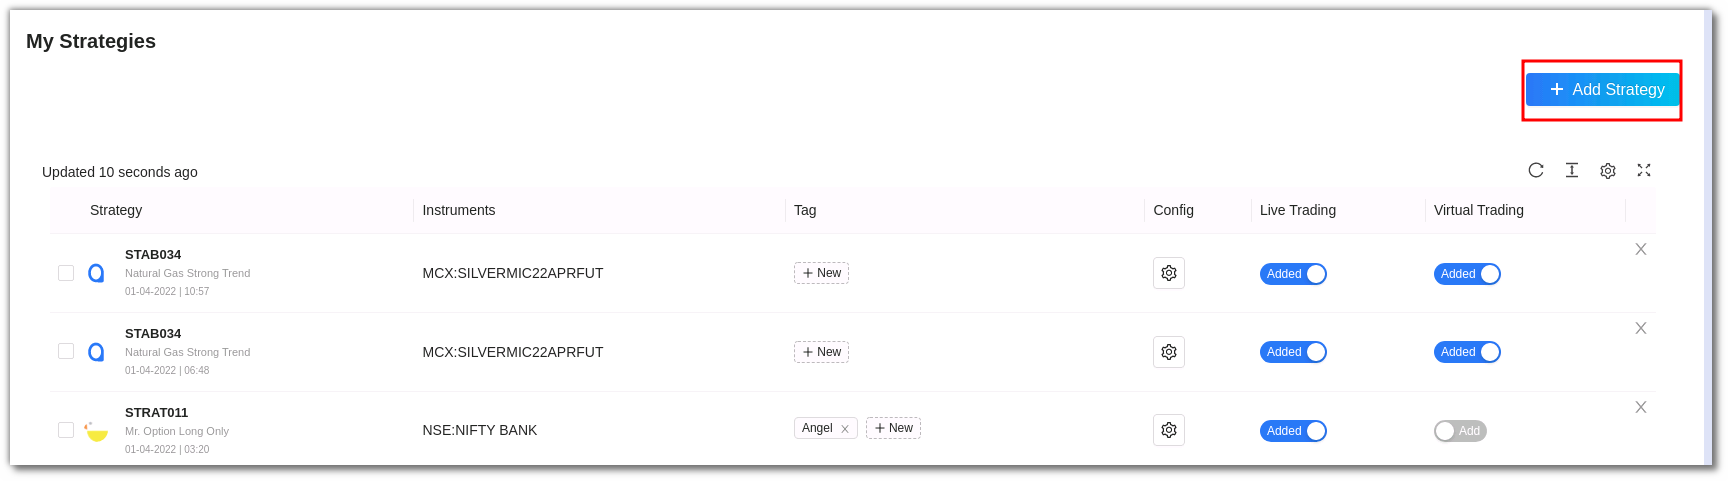 My Strategies
Add Strategy
Updated 10 seconds ago
Strategy Instruments Tag Config Live Trading Virtual Trading
STAB034
Natural Gas Strong Trend
01-04-2022 | 10:57
MCX:SILVERMIC22APRFUT
+ New
Added
Added
STAB034
Natural Gas Strong Trend
01-04-2022 | 06:48
MCX:SILVERMIC22APRFUT
+ New
Added
Added
STRAT011
Mr. Option Long Only
01-04-2022 | 03:20
NSE:NIFTY BANK
Angel
+ New
Added
Add